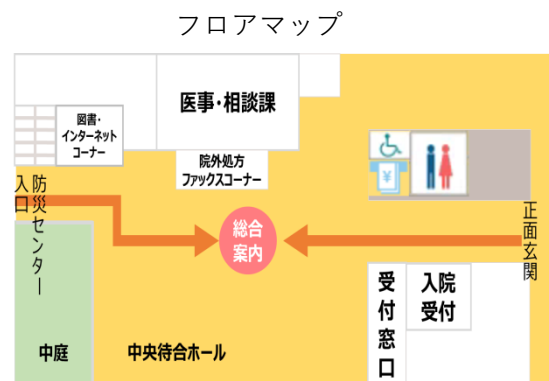 フロアマップ
医事・相談課
図書・
インターネット
コーナー
院外処方
ファックスコーナー
¥
防災センター
入口
総合
案内
正面玄関
受付窓口
入院
受付
中庭
中央待合ホール